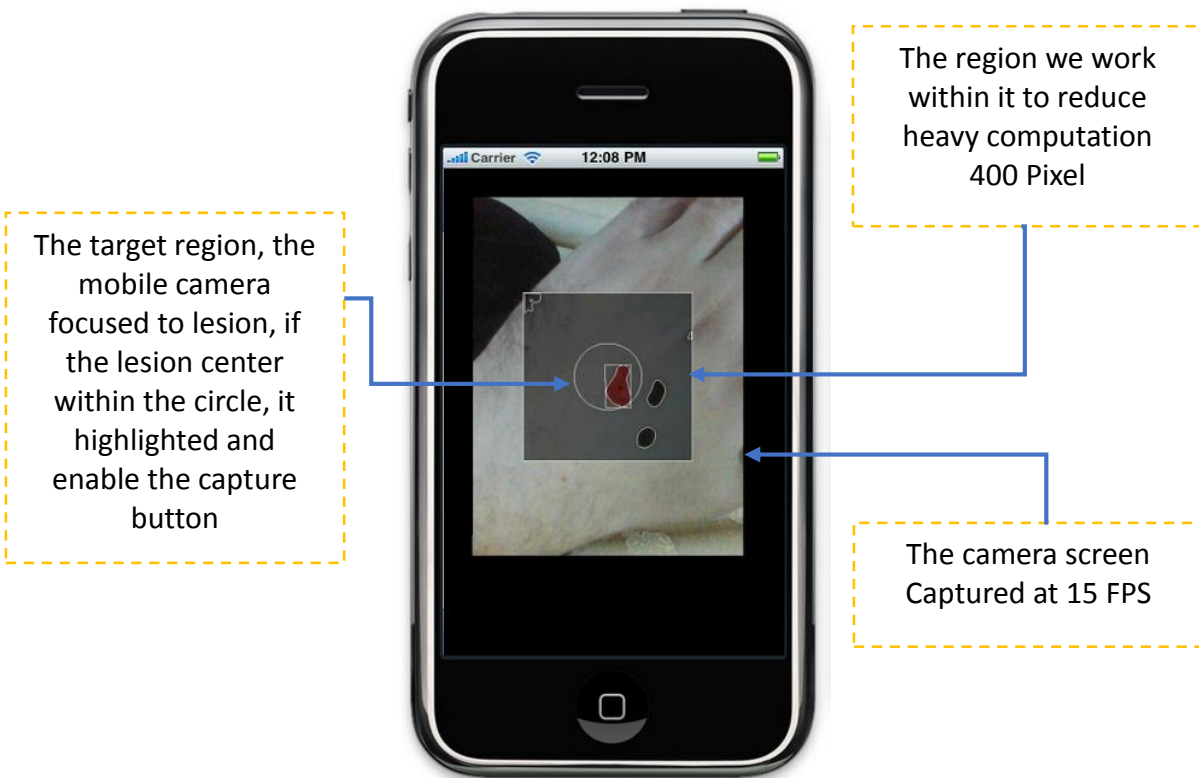 The region we work
within it to reduce
heavy computation
400 Pixel
Carrier
12:08 PM
The target region, the
mobile camera
focused to lesion, if
the lesion center
within the circle, it
highlighted and
enable the capture
button
The camera screen
Captured at 15 FPS